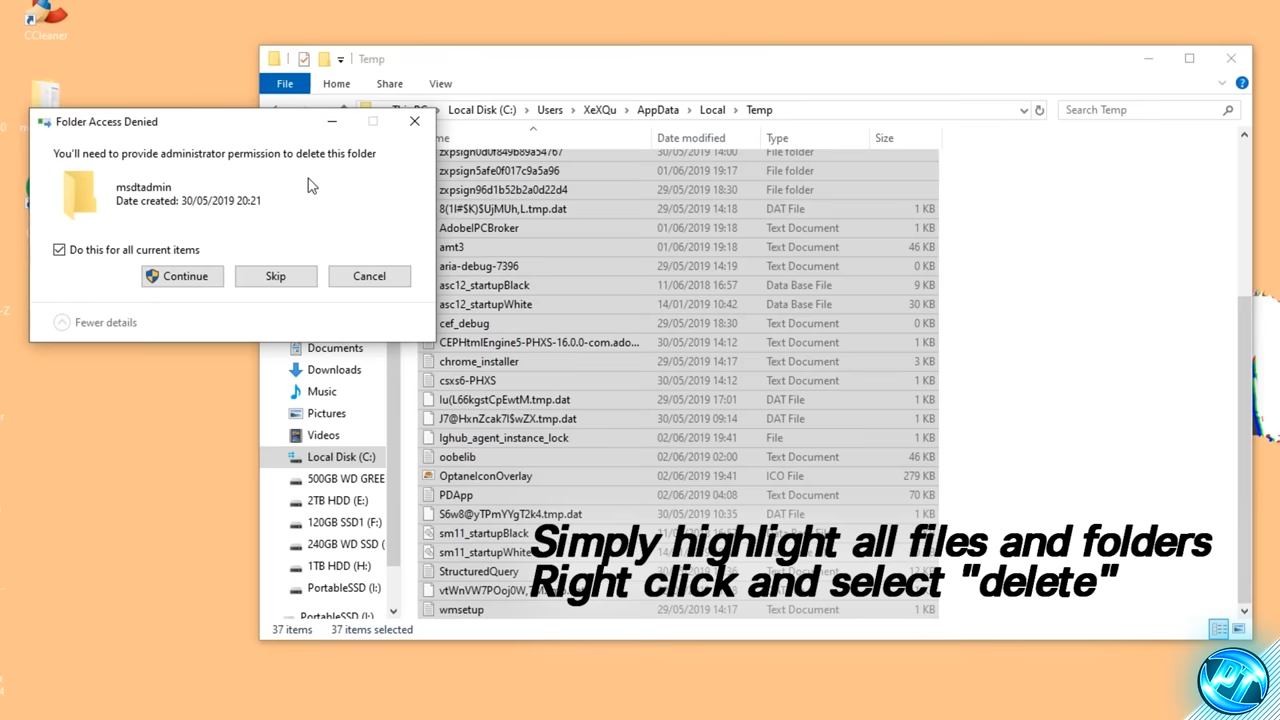 CCleaner
Temp
File Home Share View
Local Disk (C:) Users XeXQu AppData Local Temp
Search Temp
Folder Access Denied
You'll need to provide administrator permission to delete this folder
msdtadmin
Date created: 30/05/2019 20:21
Do this for all current items
Continue Skip Cancel
Fewer details
Documents
Downloads
Music
Pictures
Videos
Local Disk (C:)
500GB WD GREE
2TB HDD (E:)
120GB SSD1 (F:)
240GB WD SSD (
1TB HDD (H:)
PortableSSD (I:)
PortableSSD (I:)
me Date modified Type Size
zxpsign0d0f849b89a54767 30/05/2019 14:00 File folder
zxpsign5afe0f017c9a5a96 01/06/2019 19:17 File folder
zxpsign96d1b52b2a0d22d4 29/05/2019 18:30 File folder
8(1I#$K}$UjMUh,L.tmp.dat 29/05/2019 14:18 DAT File 1 KB
AdobeIPCBroker 01/06/2019 19:18 Text Document 1 KB
amt3 01/06/2019 19:18 Text Document 46 KB
aria-debug-7396 29/05/2019 14:19 Text Document 0 KB
asc12_startupBlack 11/06/2018 16:57 Data Base File 9 KB
asc12_startupWhite 14/01/2019 10:42 Data Base File 30 KB
cef_debug 29/05/2019 18:30 Text Document 0 KB
CEPHtmlEngine5-PHXS-16.0.0-com.ado... 30/05/2019 14:12 Text Document 1 KB
chrome_installer 29/05/2019 14:17 Text Document 3 KB
csxs6-PHXS 30/05/2019 14:12 Text Document 1 KB
Iu(L66kgstCpEwtM.tmp.dat 29/05/2019 17:01 DAT File 1 KB
J7@HxnZcak7I$wZX.tmp.dat 30/05/2019 09:14 DAT File 1 KB
lghub_agent_instance_lock 02/06/2019 19:41 File 1 KB
oobelib 02/06/2019 02:00 Text Document 46 KB
OptaneIconOverlay 02/06/2019 19:41 ICO File 279 KB
PDApp 02/06/2019 04:08 Text Document 70 KB
S6w8@yTPmYYgT2k4.tmp.dat 30/05/2019 10:35 DAT File 1 KB
sm11_startupBlack
sm11_startupWhite
StructuredQuery
wmsetup 29/05/2019 14:17 Text Document 1 KB
Simply highlight all files and folders
Right click and select "delete"
37 items 37 items selected
PT